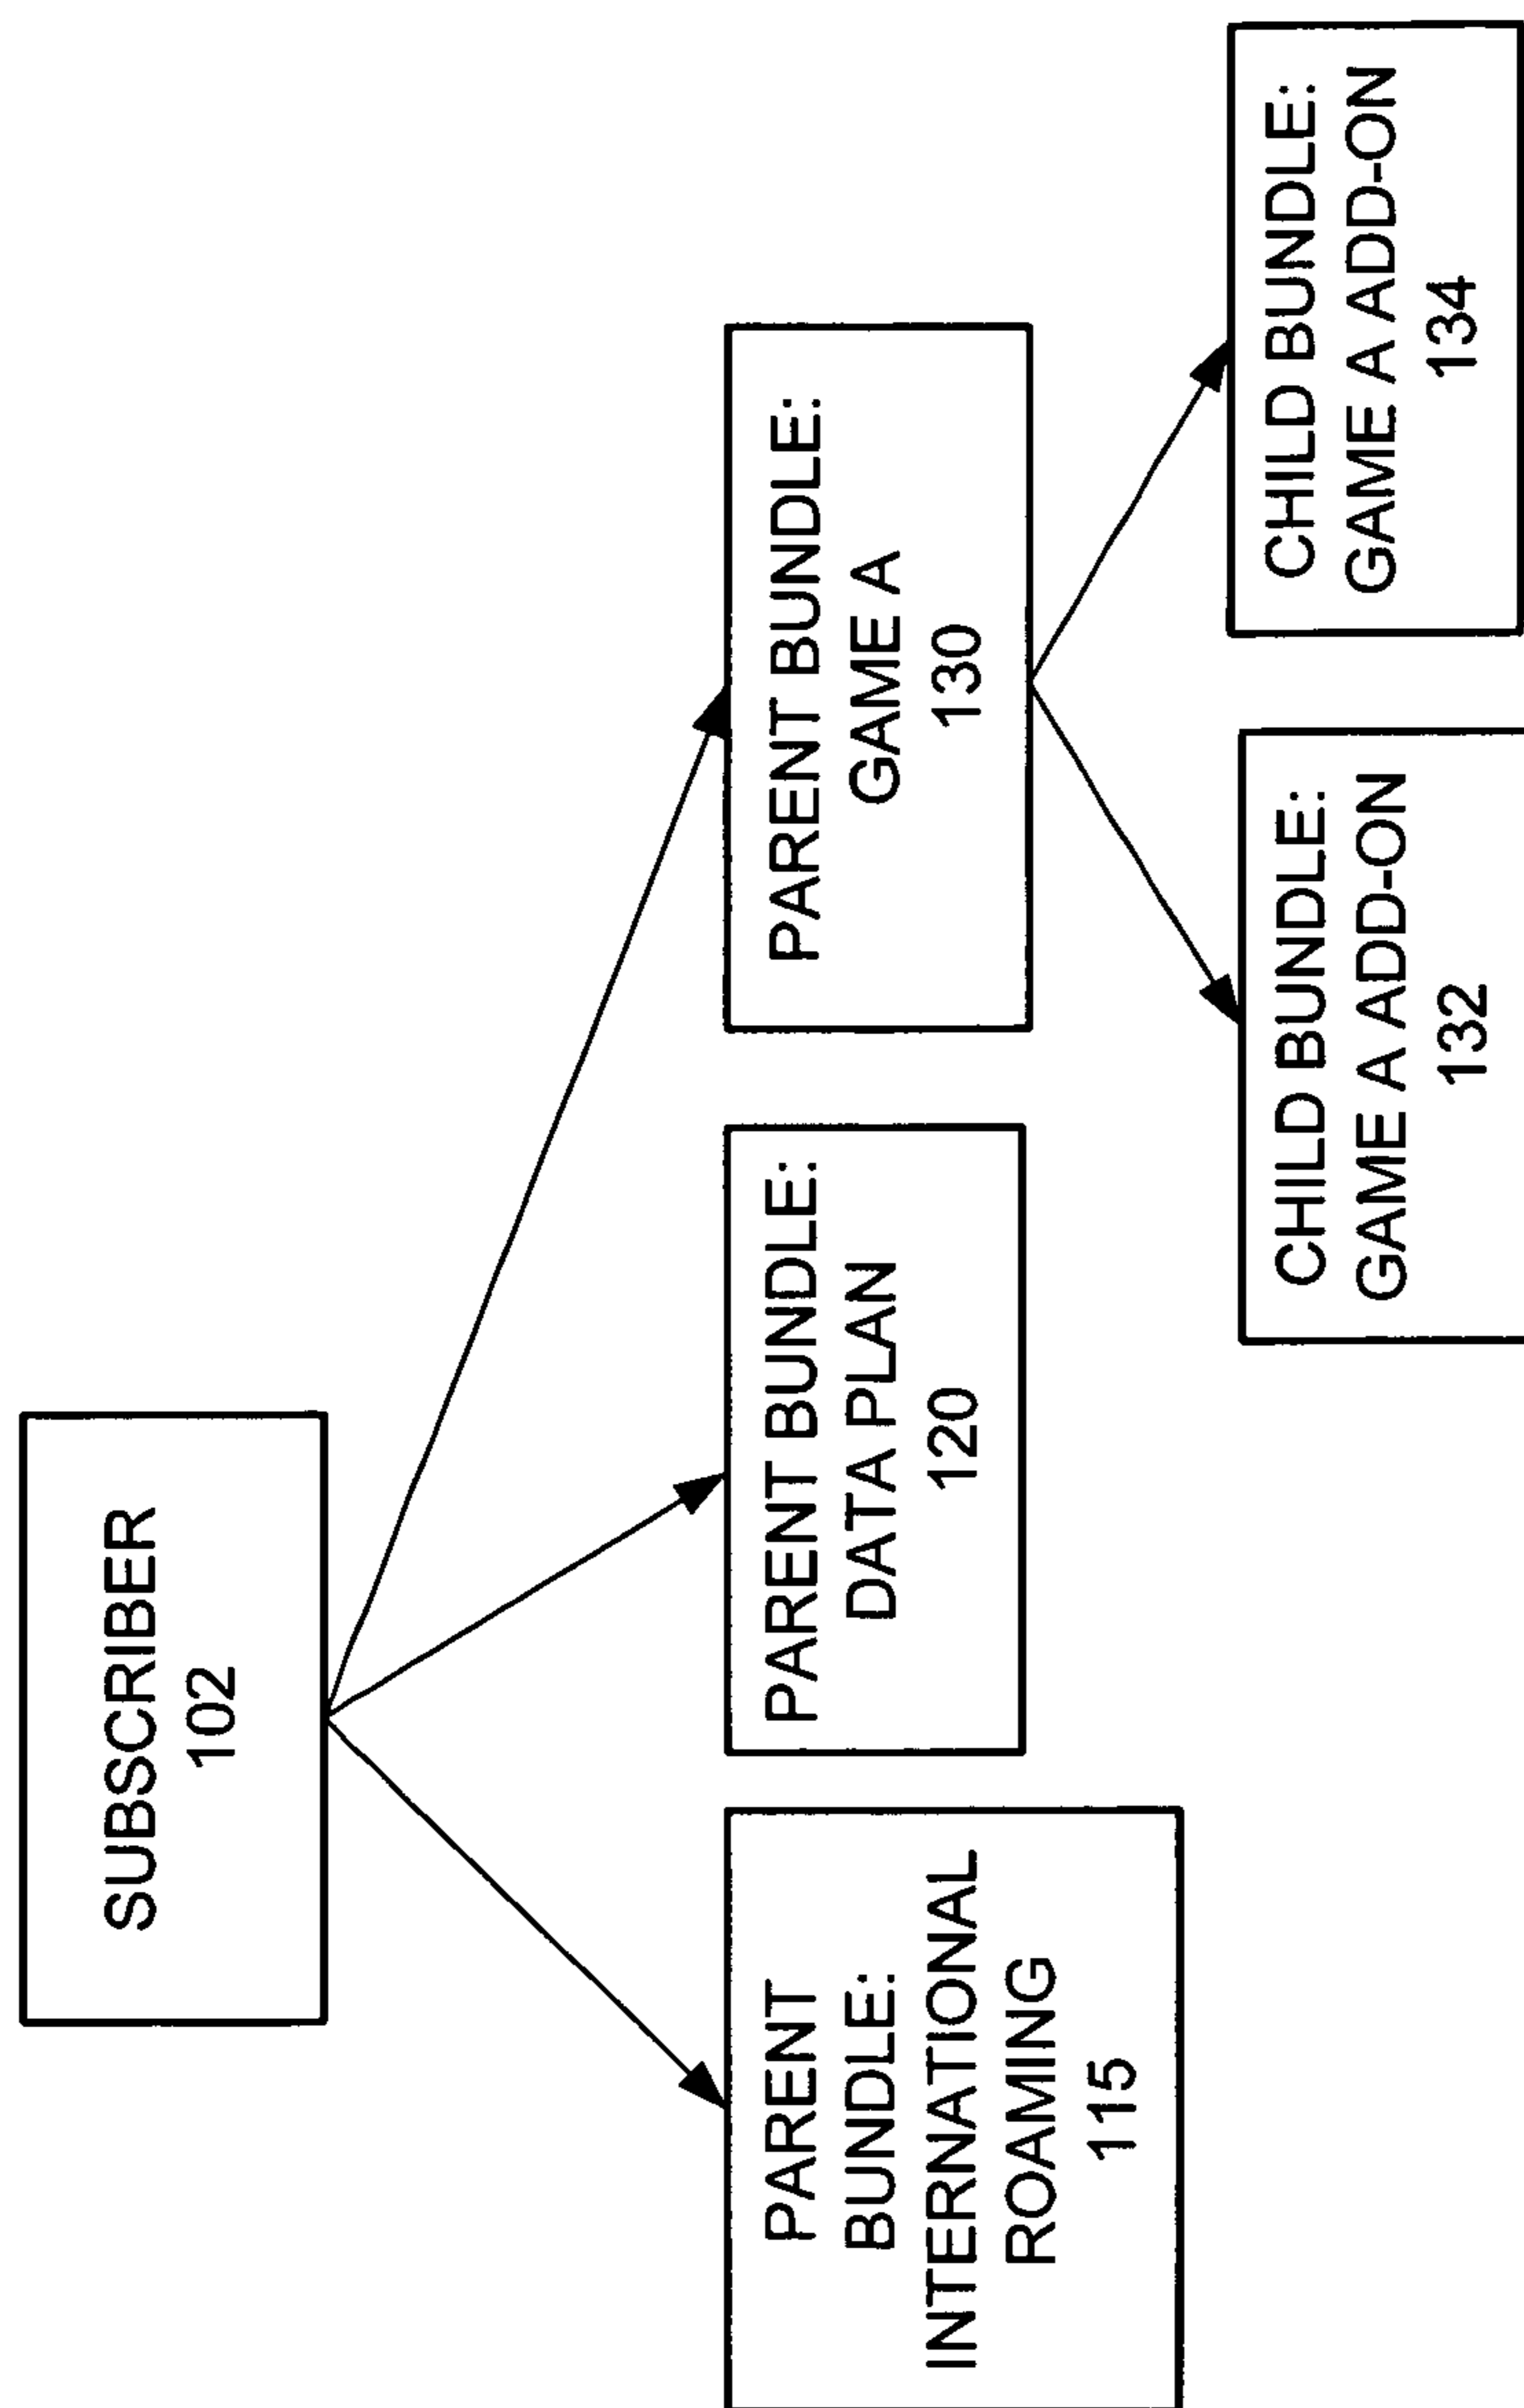 SUBSCRIBER
102
PARENT
BUNDLE:
INTERNATIONAL
ROAMING
115
PARENT BUNDLE:
DATA PLAN
120
PARENT BUNDLE:
GAME A
130
CHILD BUNDLE:
GAME A ADD-ON
132
CHILD BUNDLE:
GAME A ADD-ON
134